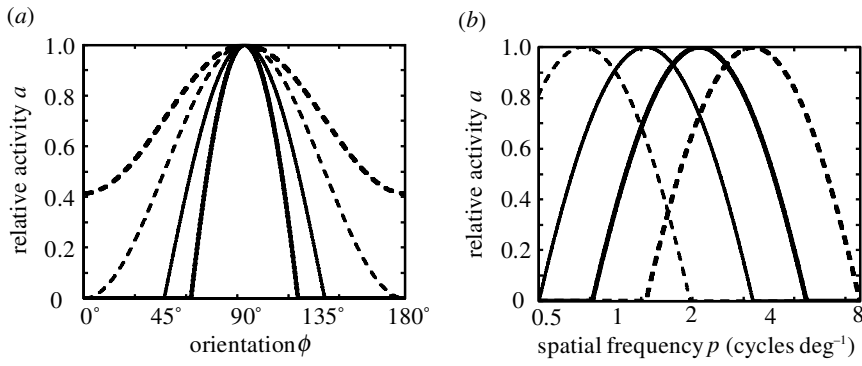 (a)
1.0
0.8
0.6
0.4
0.2
0
relative activity a
0° 45° 90° 135° 180°
orientation ϕ
(b)
1.0
0.8
0.6
0.4
0.2
0
relative activity a
0.5 1 2 4 8
spatial frequency p (cycles deg⁻¹)